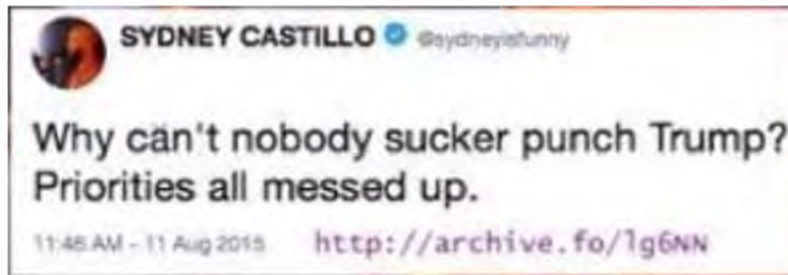 SYDNEY CASTILLO @sydneyisfunny
Why can't nobody sucker punch Trump?
Priorities all messed up.
11:46 AM - 11 Aug 2015 http://archive.fo/lg6NN